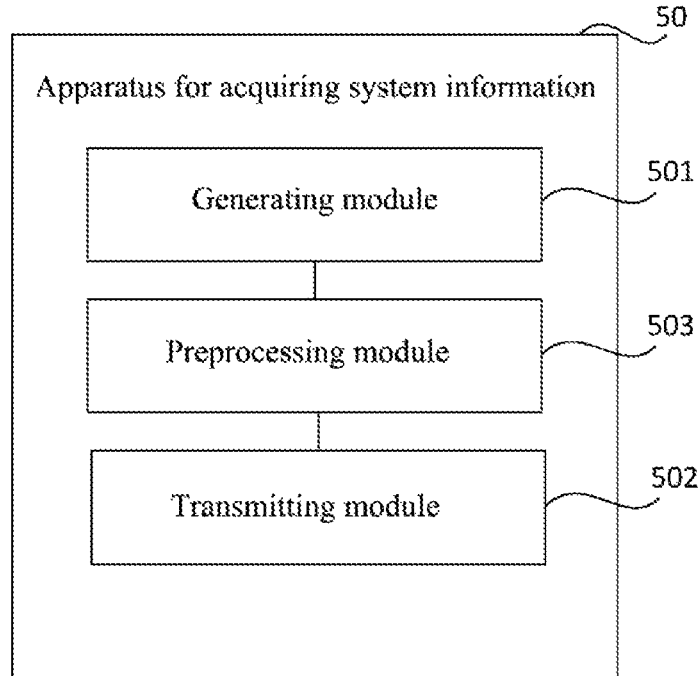 50
Apparatus for acquiring system information
Generating module
501
Preprocessing module
503
Transmitting module
502